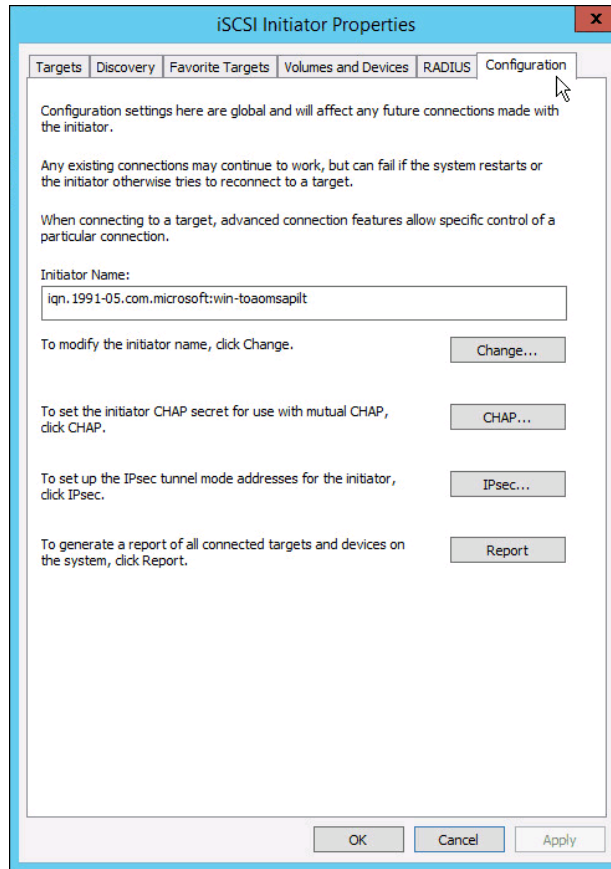 iSCSI Initiator Properties
x
Targets Discovery Favorite Targets Volumes and Devices RADIUS Configuration
Configuration settings here are global and will affect any future connections made with
the initiator.
Any existing connections may continue to work, but can fail if the system restarts or
the initiator otherwise tries to reconnect to a target.
When connecting to a target, advanced connection features allow specific control of a
particular connection.
Initiator Name:
iqn.1991-05.com.microsoft:win-toaomsapilt
To modify the initiator name, click Change.
Change...
To set the initiator CHAP secret for use with mutual CHAP,
click CHAP.
CHAP...
To set up the IPsec tunnel mode addresses for the initiator,
click IPsec.
IPsec...
To generate a report of all connected targets and devices on
the system, click Report.
Report
OK Cancel Apply